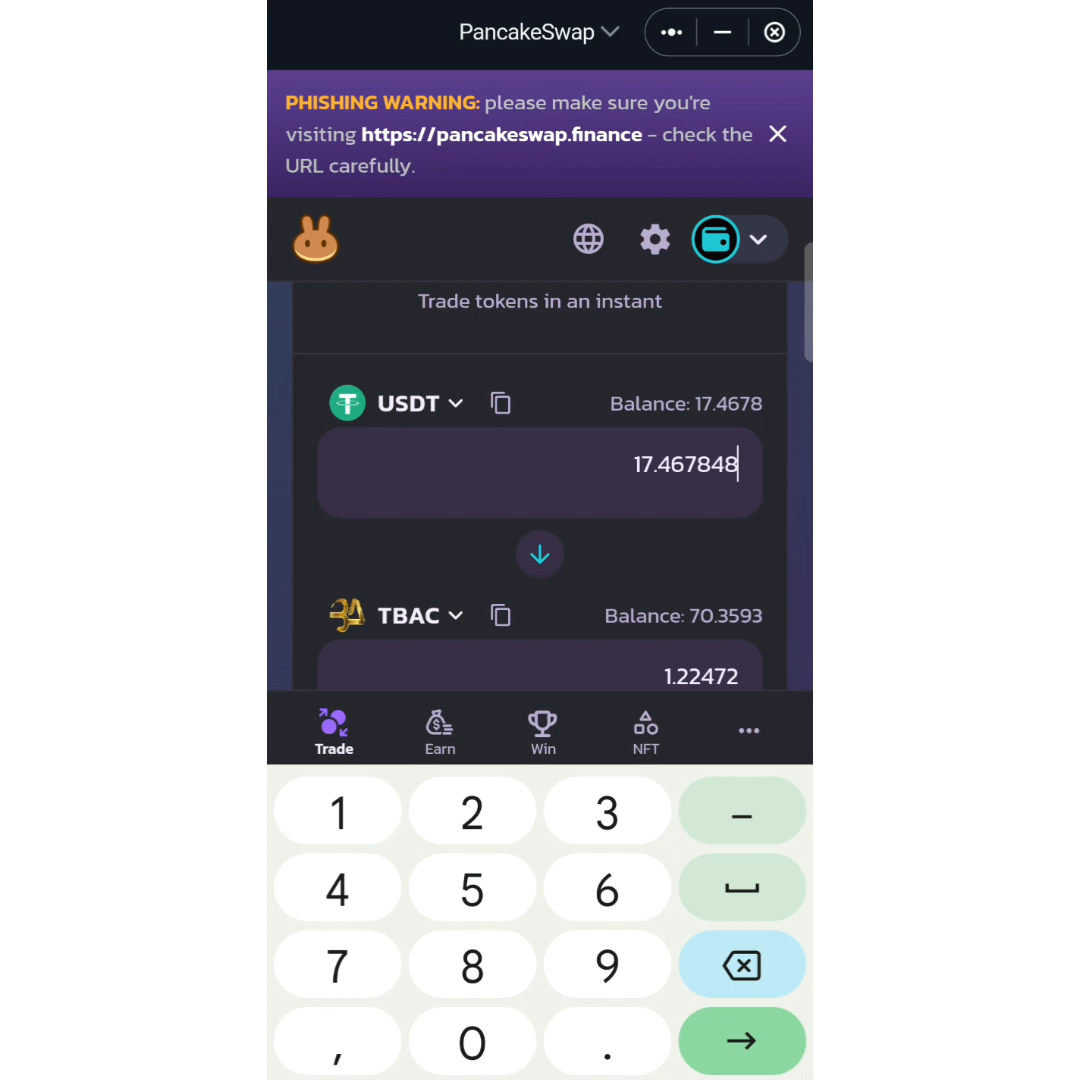 PancakeSwap
PHISHING WARNING: please make sure you're
visiting https://pancakeswap.finance - check the
URL carefully.
Trade tokens in an instant
USDT Balance: 17.4678
17.467848
TBAC Balance: 70.3593
1.22472
Trade Earn Win NFT
1 2 3 –
4 5 6
7 8 9
, 0 .